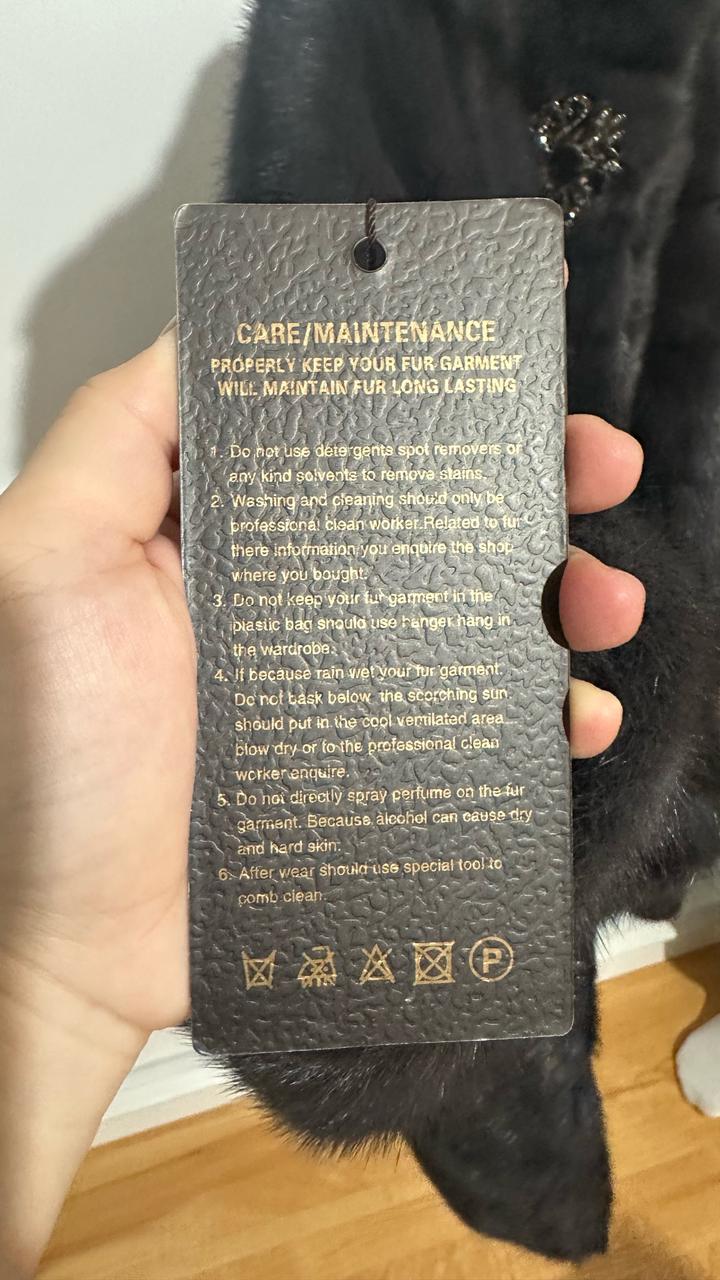 CARE/MAINTENANCE
PROPERLY KEEP YOUR FUR GARMENT
WILL MAINTAIN FUR LONG LASTING
1. Do not use detergents spot removers or
any kind solvents to remove stains.
2. Washing and cleaning should only be
professional clean worker.Related to fur
there information you enquire the shop
where you bought.
3. Do not keep your fur garment in the
plastic bag should use hanger hang in
the wardrobe.
4. If because rain wet your fur garment.
Do not bask below the scorching sun
should put in the cool ventilated area...
blow dry or to the professional clean
worker enquire.
5. Do not directly spray perfume on the fur
garment. Because alcohol can cause dry
and hard skin.
6. After wear should use special tool to
comb clean.
P